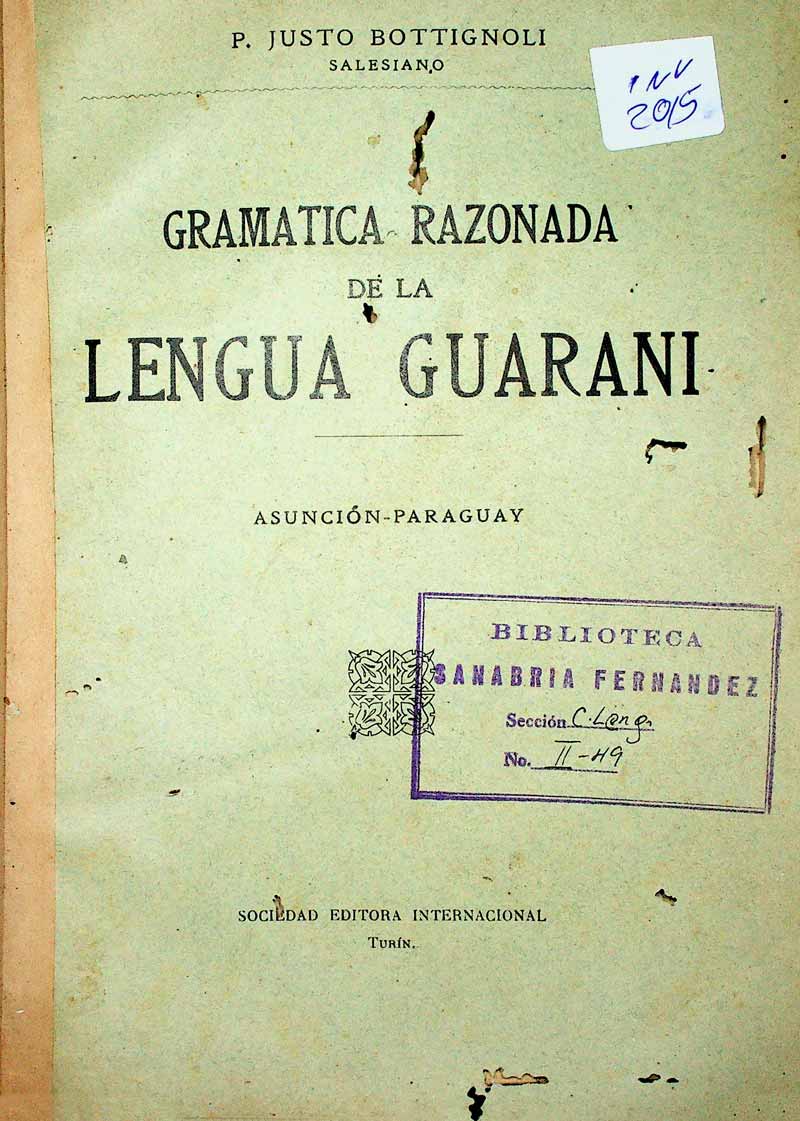 P. JUSTO BOTTIGNOLI
SALESIANO
INV
2015
GRAMATICA RAZONADA
DE LA
LENGUA GUARANI
ASUNCIÓN-PARAGUAY
BIBLIOTECA
SANABRIA FERNANDEZ
Sección C. Leng.
No. II-49
SOCIEDAD EDITORA INTERNACIONAL
TURÍN.